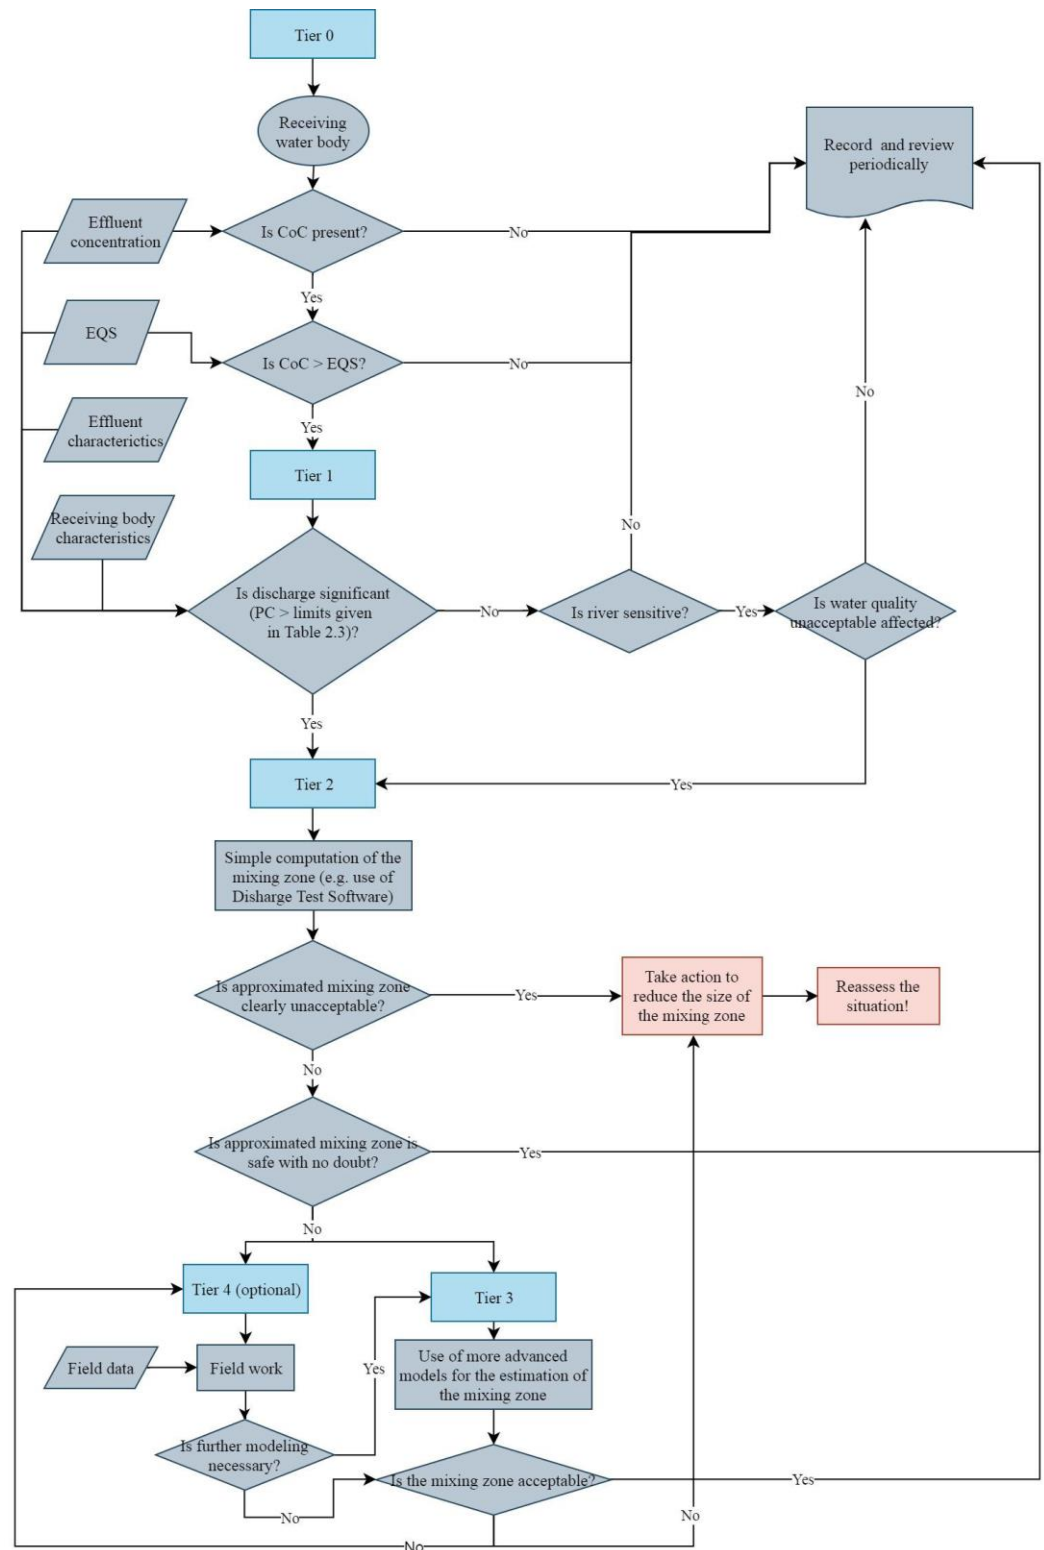 Tier 0
Receiving
water body
Record and review
periodically
Effluent
concentration
Is CoC present?
No
Yes
EQS
Is CoC > EQS?
No
No
Effluent
characterictics
Yes
Tier 1
Receiving body
characteristics
No
Is discharge significant
(PC > limits given
in Table 2.3)?
No
Is river sensitive?
Yes
Is water quality
unacceptable affected?
Yes
Tier 2
Yes
Simple computation of the
mixing zone (e.g. use of
Disharge Test Software)
Is approximated mixing zone
clearly unacceptable?
Yes
Take action to
reduce the size of
the mixing zone
Reassess the
situation!
No
Is approximated mixing zone is
safe with no doubt?
Yes
No
Tier 4 (optional)
Tier 3
Field data
Field work
Yes
Use of more advanced
models for the estimation of
the mixing zone
Is further modeling
necessary?
Is the mixing zone acceptable?
Yes
No
No
No